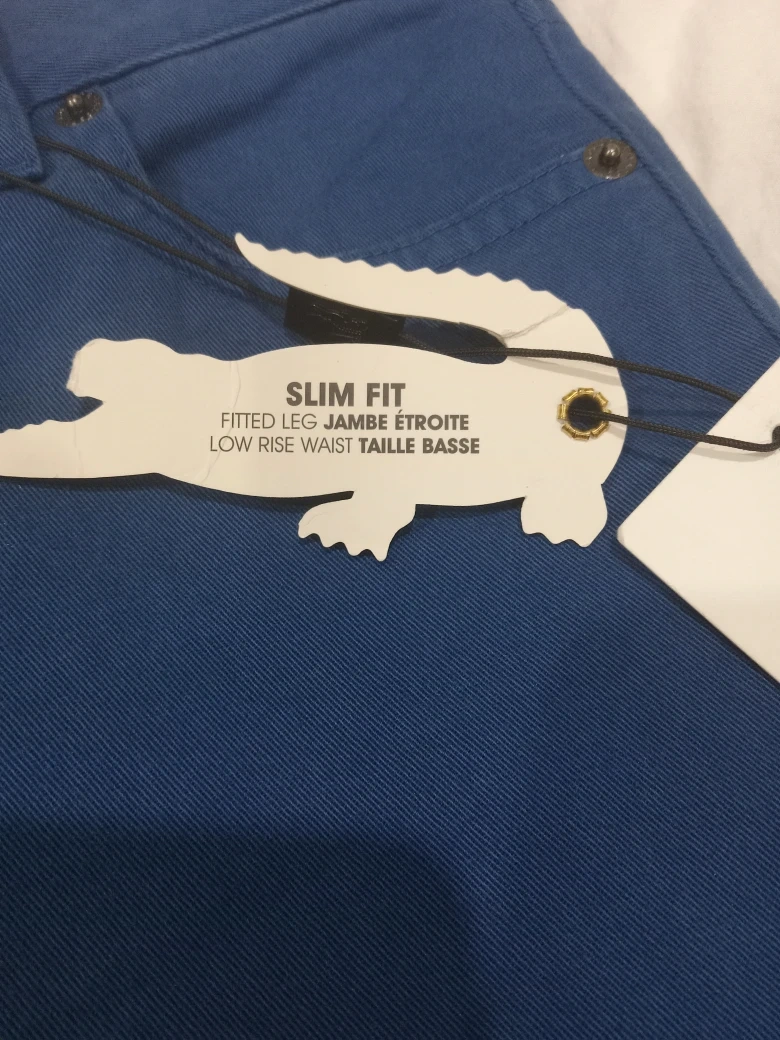 SLIM FIT
FITTED LEG JAMBE ÉTROITE
LOW RISE WAIST TAILLE BASSE